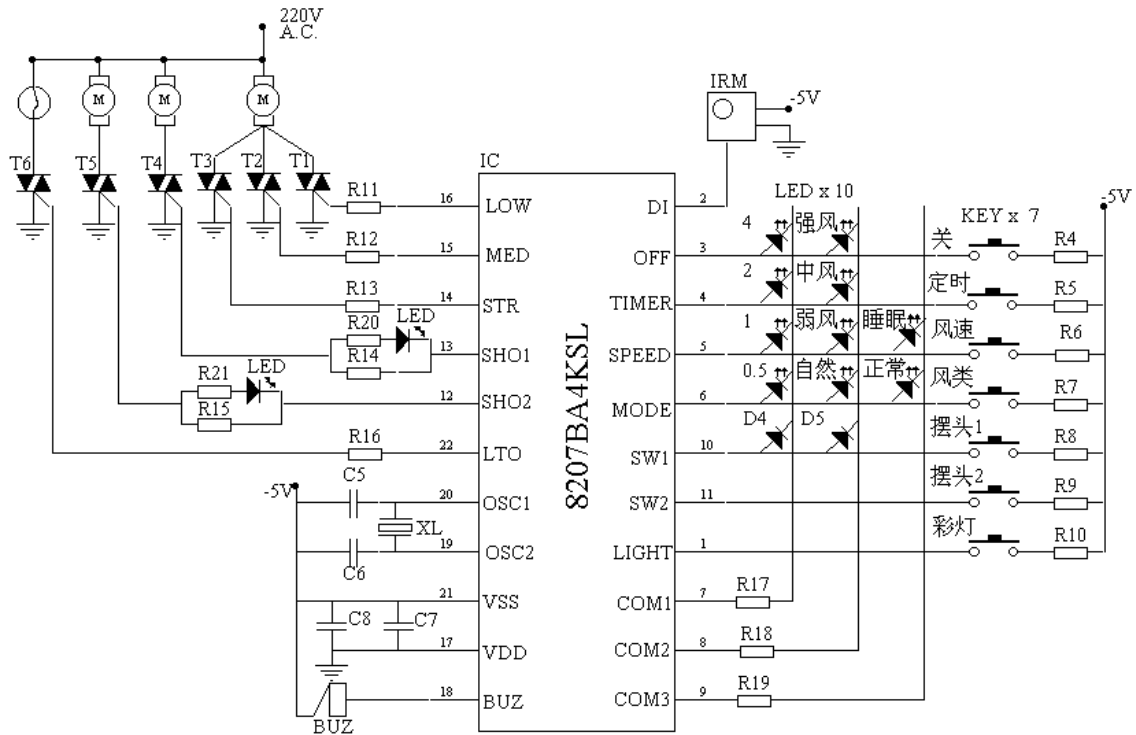 220V
A.C.
M M M
T6 T5 T4 T3 T2 T1
IRM
-5V
IC
8207BA4KSL
R11 16 LOW
R12 15 MED
R13 14 STR
R20 LED
R14 13 SHO1
R21 LED
R15 12 SHO2
R16 22 LTO
-5V C5 20 OSC1
XL
C6 19 OSC2
21 VSS
C8 C7
17 VDD
18 BUZ
BUZ
DI 2
LED x 10
KEY x 7
-5V
OFF 3 4 强风 关 R4
TIMER 4 2 中风 定时 R5
SPEED 5 1 弱风 睡眠 风速 R6
MODE 6 0.5 自然 正常 风类 R7
SW1 10 D4 D5 摆头1 R8
SW2 11 摆头2 R9
LIGHT 1 彩灯 R10
COM1 7 R17
COM2 8 R18
COM3 9 R19